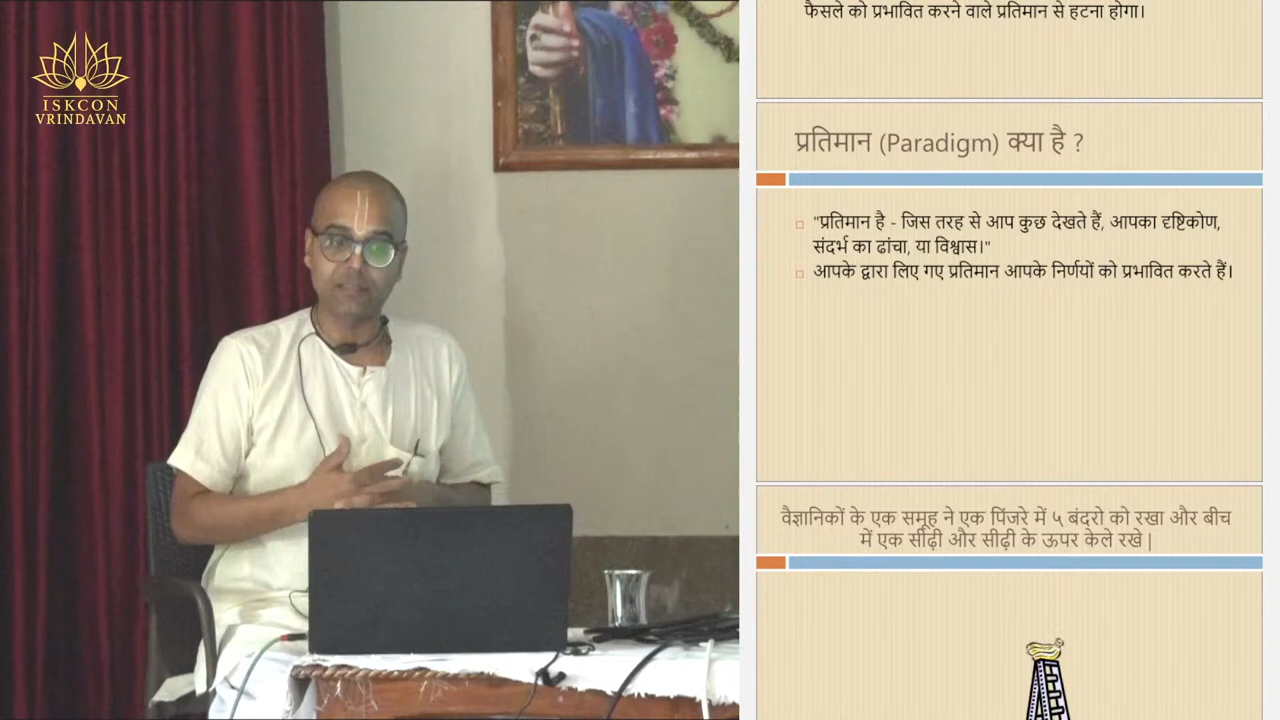 ISKCON
VRINDAVAN
फैसले को प्रभावित करने वाले प्रतिमान से हटना होगा।
प्रतिमान (Paradigm) क्या है ?
"प्रतिमान है - जिस तरह से आप कुछ देखते हैं, आपका दृष्टिकोण,
संदर्भ का ढांचा, या विश्वास।"
आपके द्वारा लिए गए प्रतिमान आपके निर्णयों को प्रभावित करते हैं।
वैज्ञानिकों के एक समूह ने एक पिंजरे में ५ बंदरो को रखा और बीच
में एक सीढ़ी और सीढ़ी के ऊपर केले रखे |